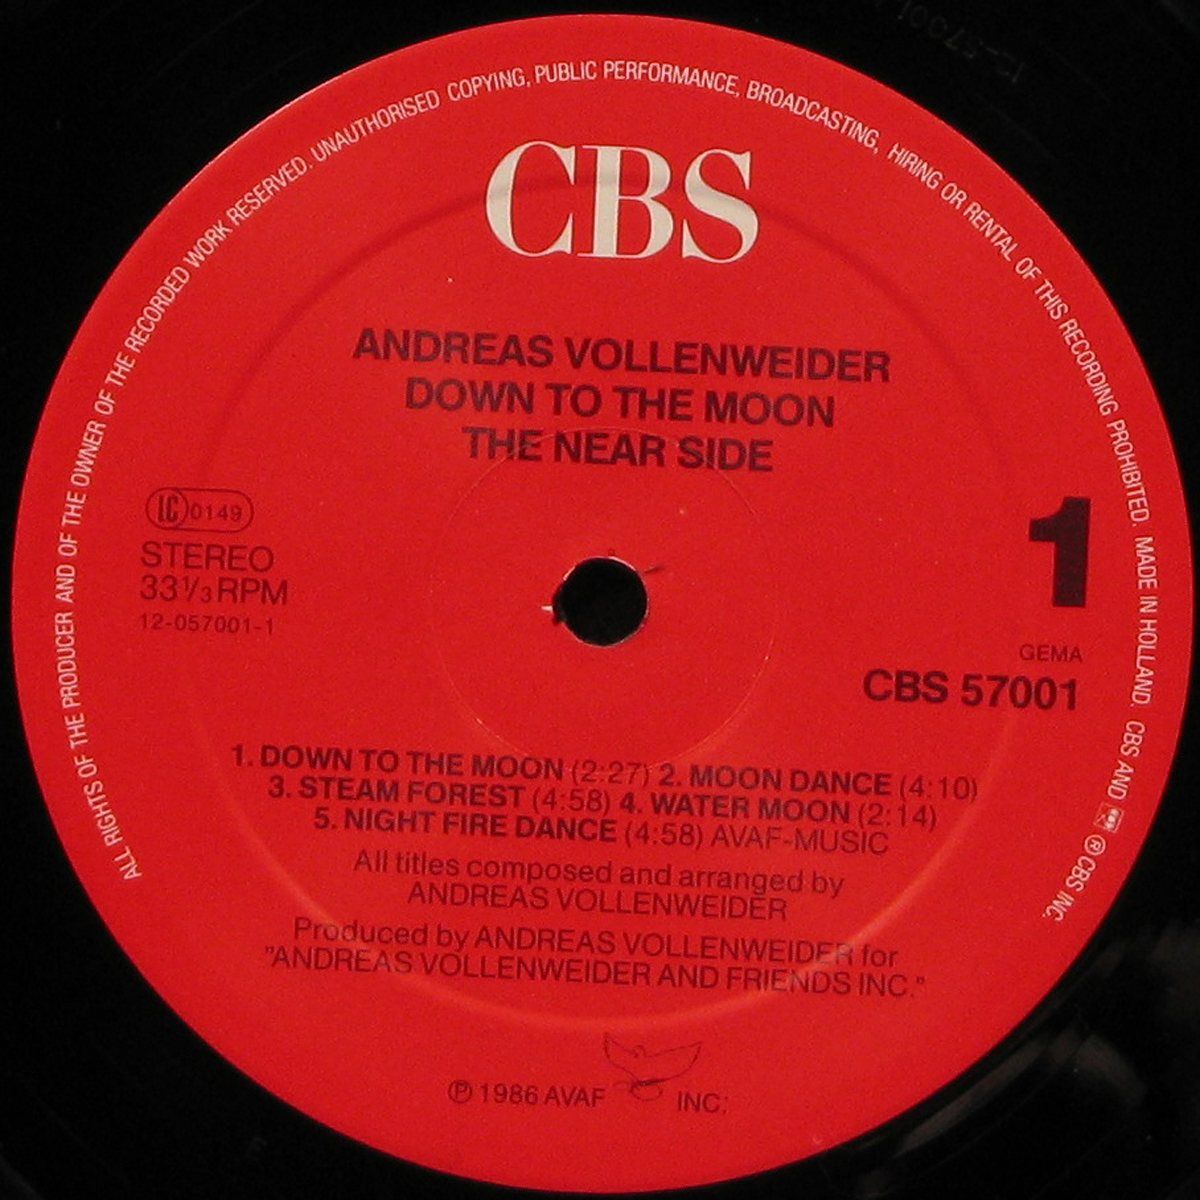 ALL RIGHTS OF THE PRODUCER AND OF THE OWNER OF THE RECORDED WORK RESERVED. UNAUTHORISED COPYING, PUBLIC PERFORMANCE, BROADCASTING, HIRING OR RENTAL OF THIS RECORDING PROHIBITED. MADE IN HOLLAND. CBS AND ® CBS INC.
CBS
ANDREAS VOLLENWEIDER
DOWN TO THE MOON
THE NEAR SIDE
LC 0149
STEREO
33⅓ RPM
12-057001-1
1
GEMA
CBS 57001
1. DOWN TO THE MOON (2:27) 2. MOON DANCE (4:10)
3. STEAM FOREST (4:58) 4. WATER MOON (2:14)
5. NIGHT FIRE DANCE (4:58) AVAF-MUSIC
All titles composed and arranged by
ANDREAS VOLLENWEIDER
Produced by ANDREAS VOLLENWEIDER for
"ANDREAS VOLLENWEIDER AND FRIENDS INC."
℗ 1986 AVAF INC.